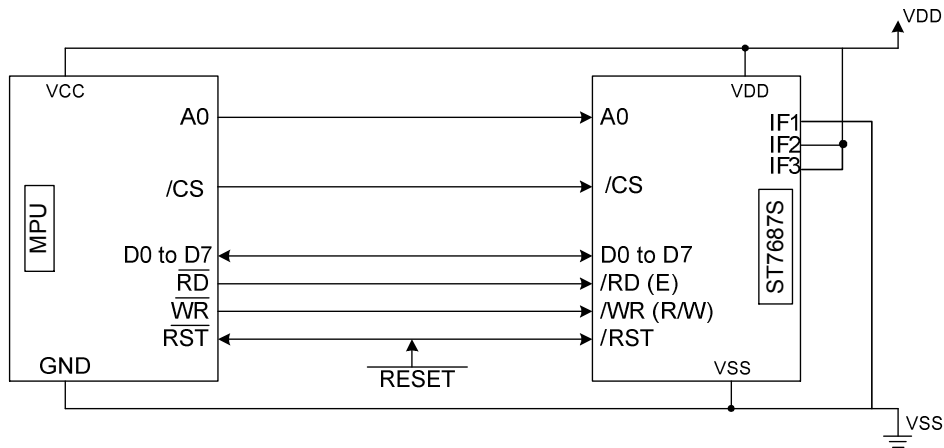 VDD
VCC
VDD
A0
A0
IF1
IF2
IF3
/CS
/CS
MPU
ST7687S
D0 to D7
D0 to D7
RD
/RD (E)
WR
/WR (R/W)
RST
/RST
GND
RESET
VSS
VSS